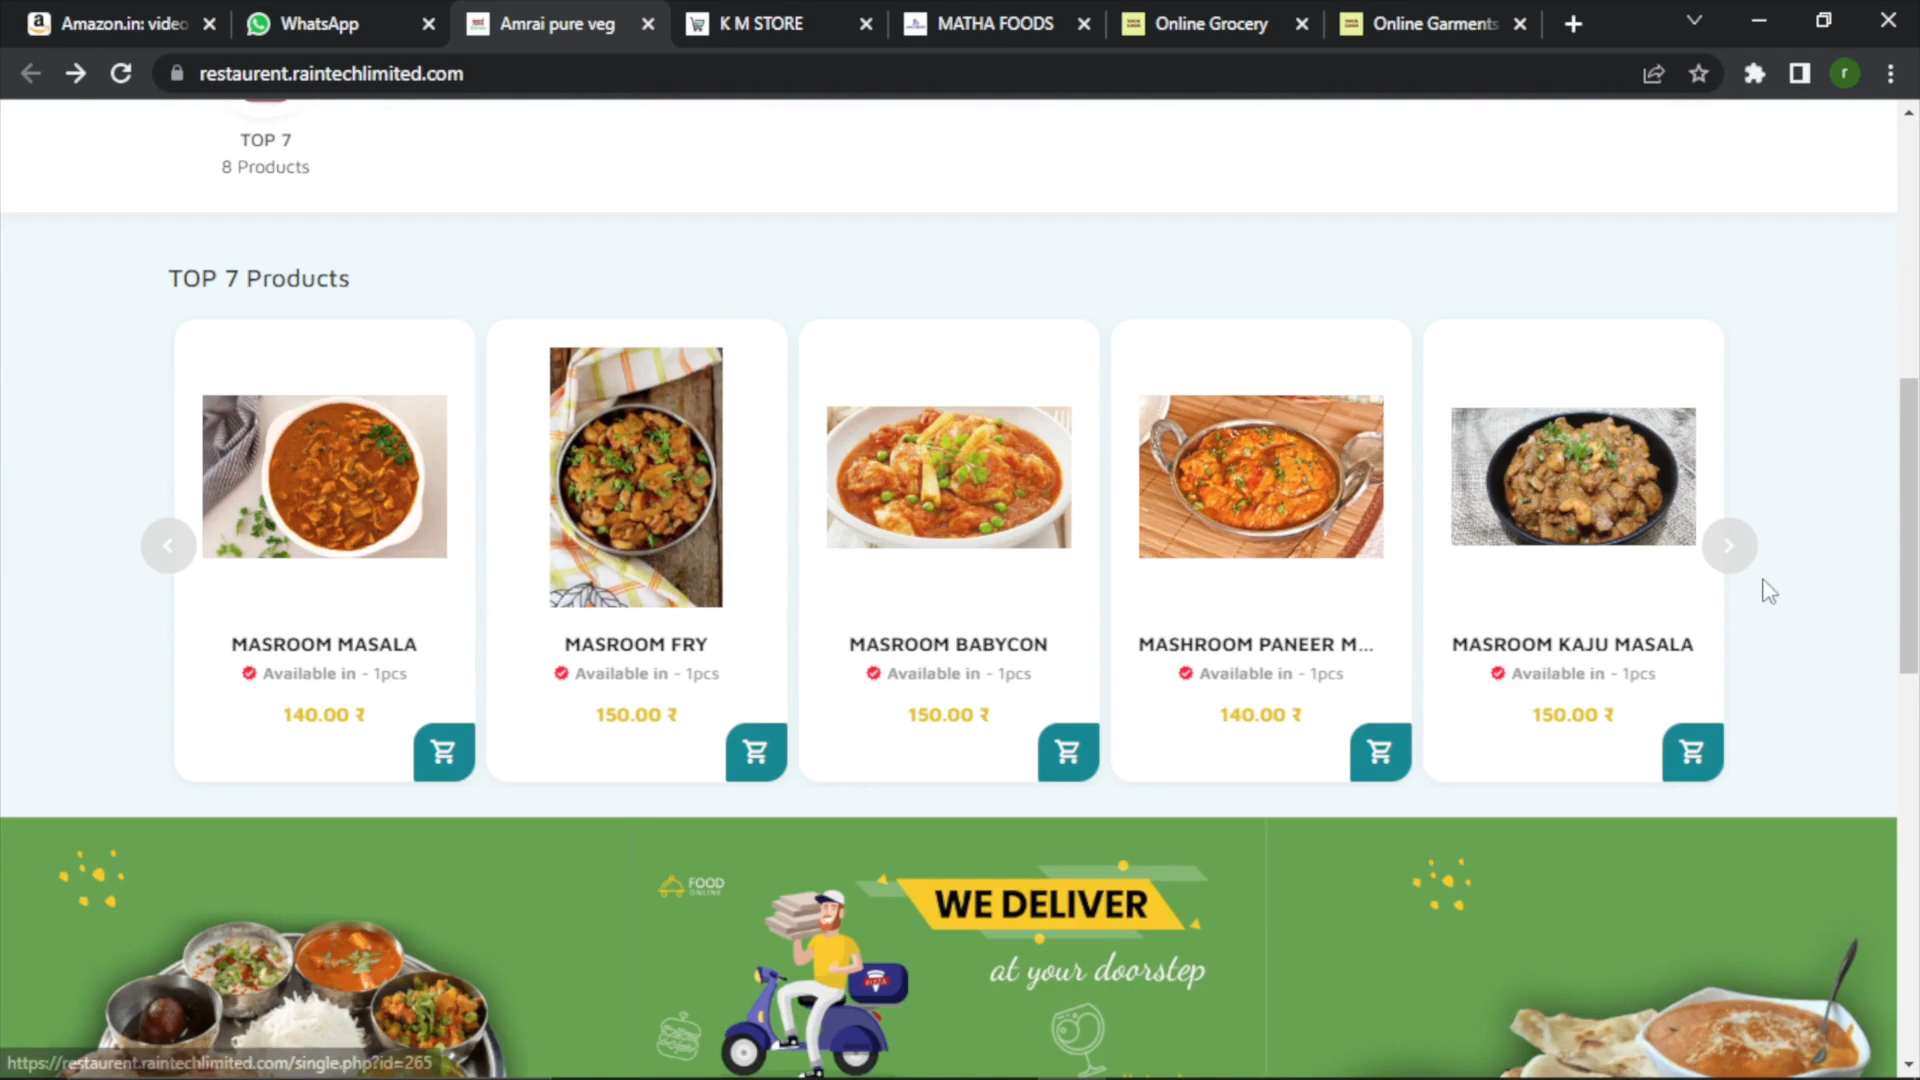 Amazon.in: video
WhatsApp
Amrai pure veg
K M STORE
MATHA FOODS
Online Grocery
Online Garments
restaurent.raintechlimited.com
r
TOP 7
8 Products
TOP 7 Products
MASROOM MASALA
Available in - 1pcs
140.00 ₹
MASROOM FRY
Available in - 1pcs
150.00 ₹
MASROOM BABYCON
Available in - 1pcs
150.00 ₹
MASHROOM PANEER M...
Available in - 1pcs
140.00 ₹
MASROOM KAJU MASALA
Available in - 1pcs
150.00 ₹
FOOD
ONLINE
WE DELIVER
at your doorstep
PIZZA
https://restaurent.raintechlimited.com/single.php?id=265